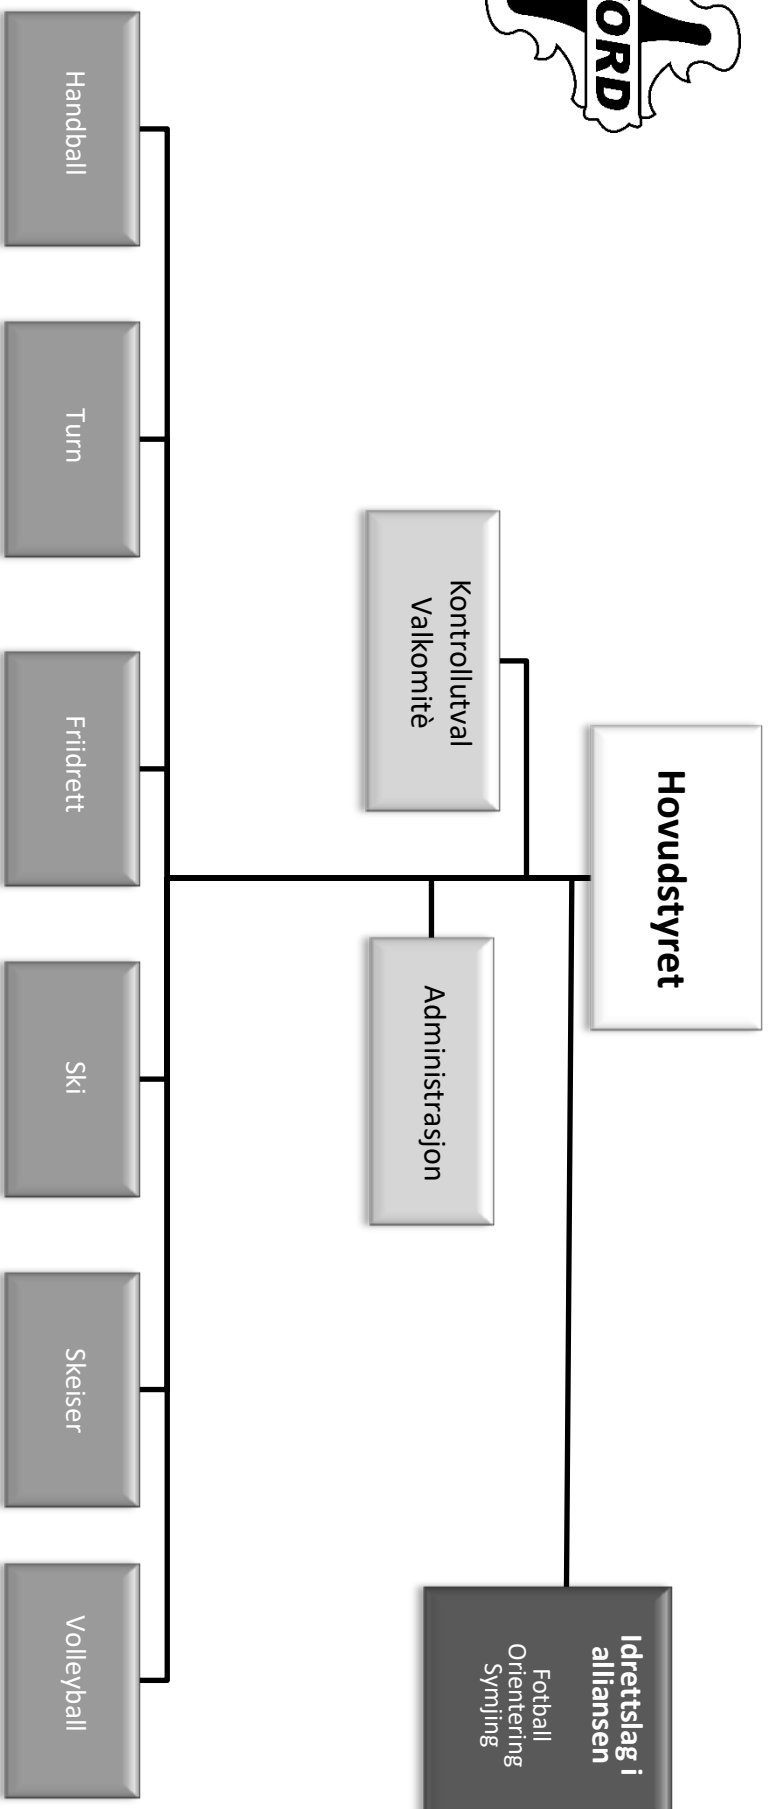 ORD
Hovudstyret
Idrettslag i
alliansen
Fotball
Orientering
Symjing
Kontrollutval
Valkomitè
Administrasjon
Handball
Turn
Friidrett
Ski
Skeiser
Volleyball